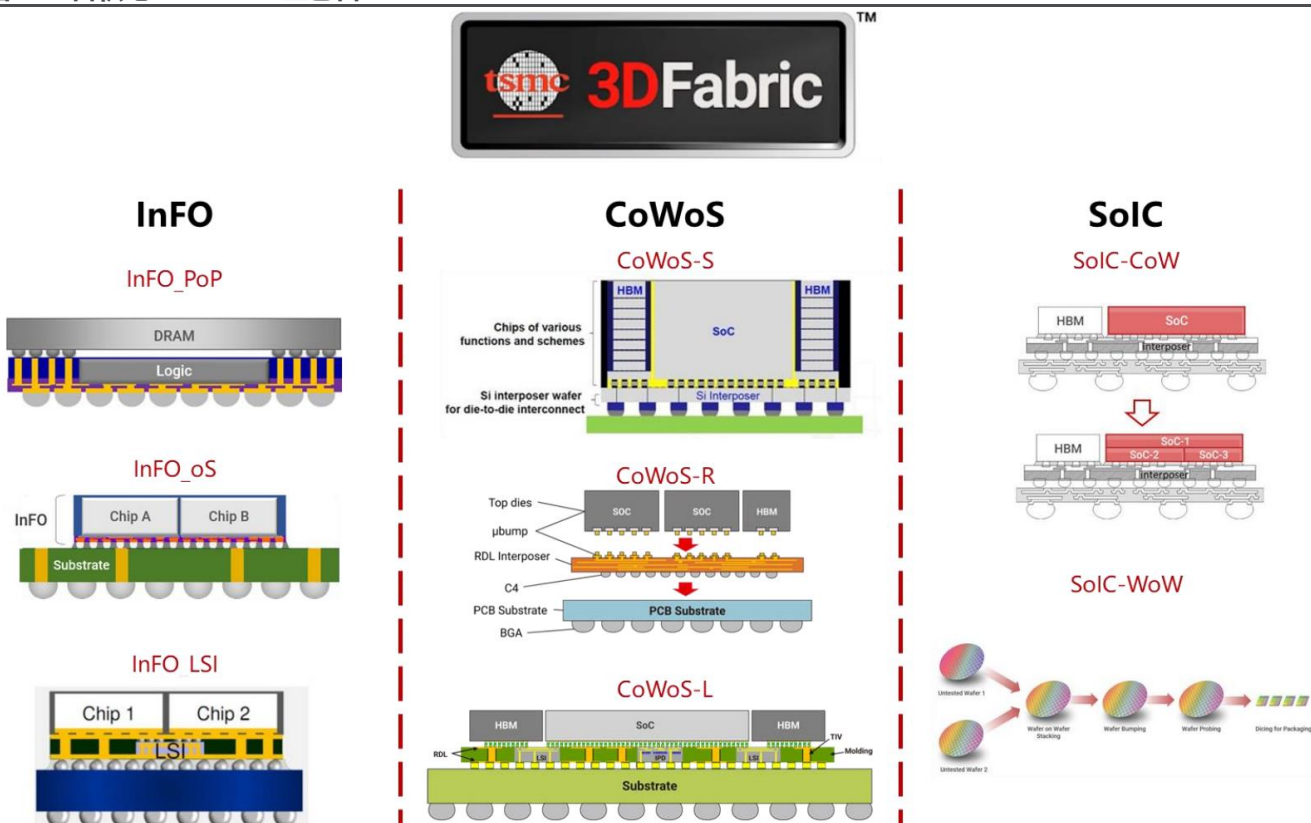 TM
tsmc 3DFabric
InFO
InFO_PoP
DRAM
Logic
InFO_oS
InFO
Chip A
Chip B
Substrate
InFO_LSI
Chip 1
Chip 2
LSI
CoWoS
CoWoS-S
HBM
HBM
SoC
Chips of various
functions and schemes
Si interposer wafer
for die-to-die interconnect
Si Interposer
CoWoS-R
Top dies
SOC
SOC
HBM
µbump
RDL Interposer
C4
PCB Substrate
PCB Substrate
BGA
CoWoS-L
HBM
SoC
HBM
TIV
RDL
Molding
LSI
IPD
LSI
Substrate
SoIC
SoIC-CoW
HBM
SoC
interposer
HBM
SoC-1
SoC-2
SoC-3
interposer
SoIC-WoW
Untested Wafer 1
Wafer on Wafer
Stacking
Wafer Bumping
Wafer Probing
Dicing for Packaging
Untested Wafer 2